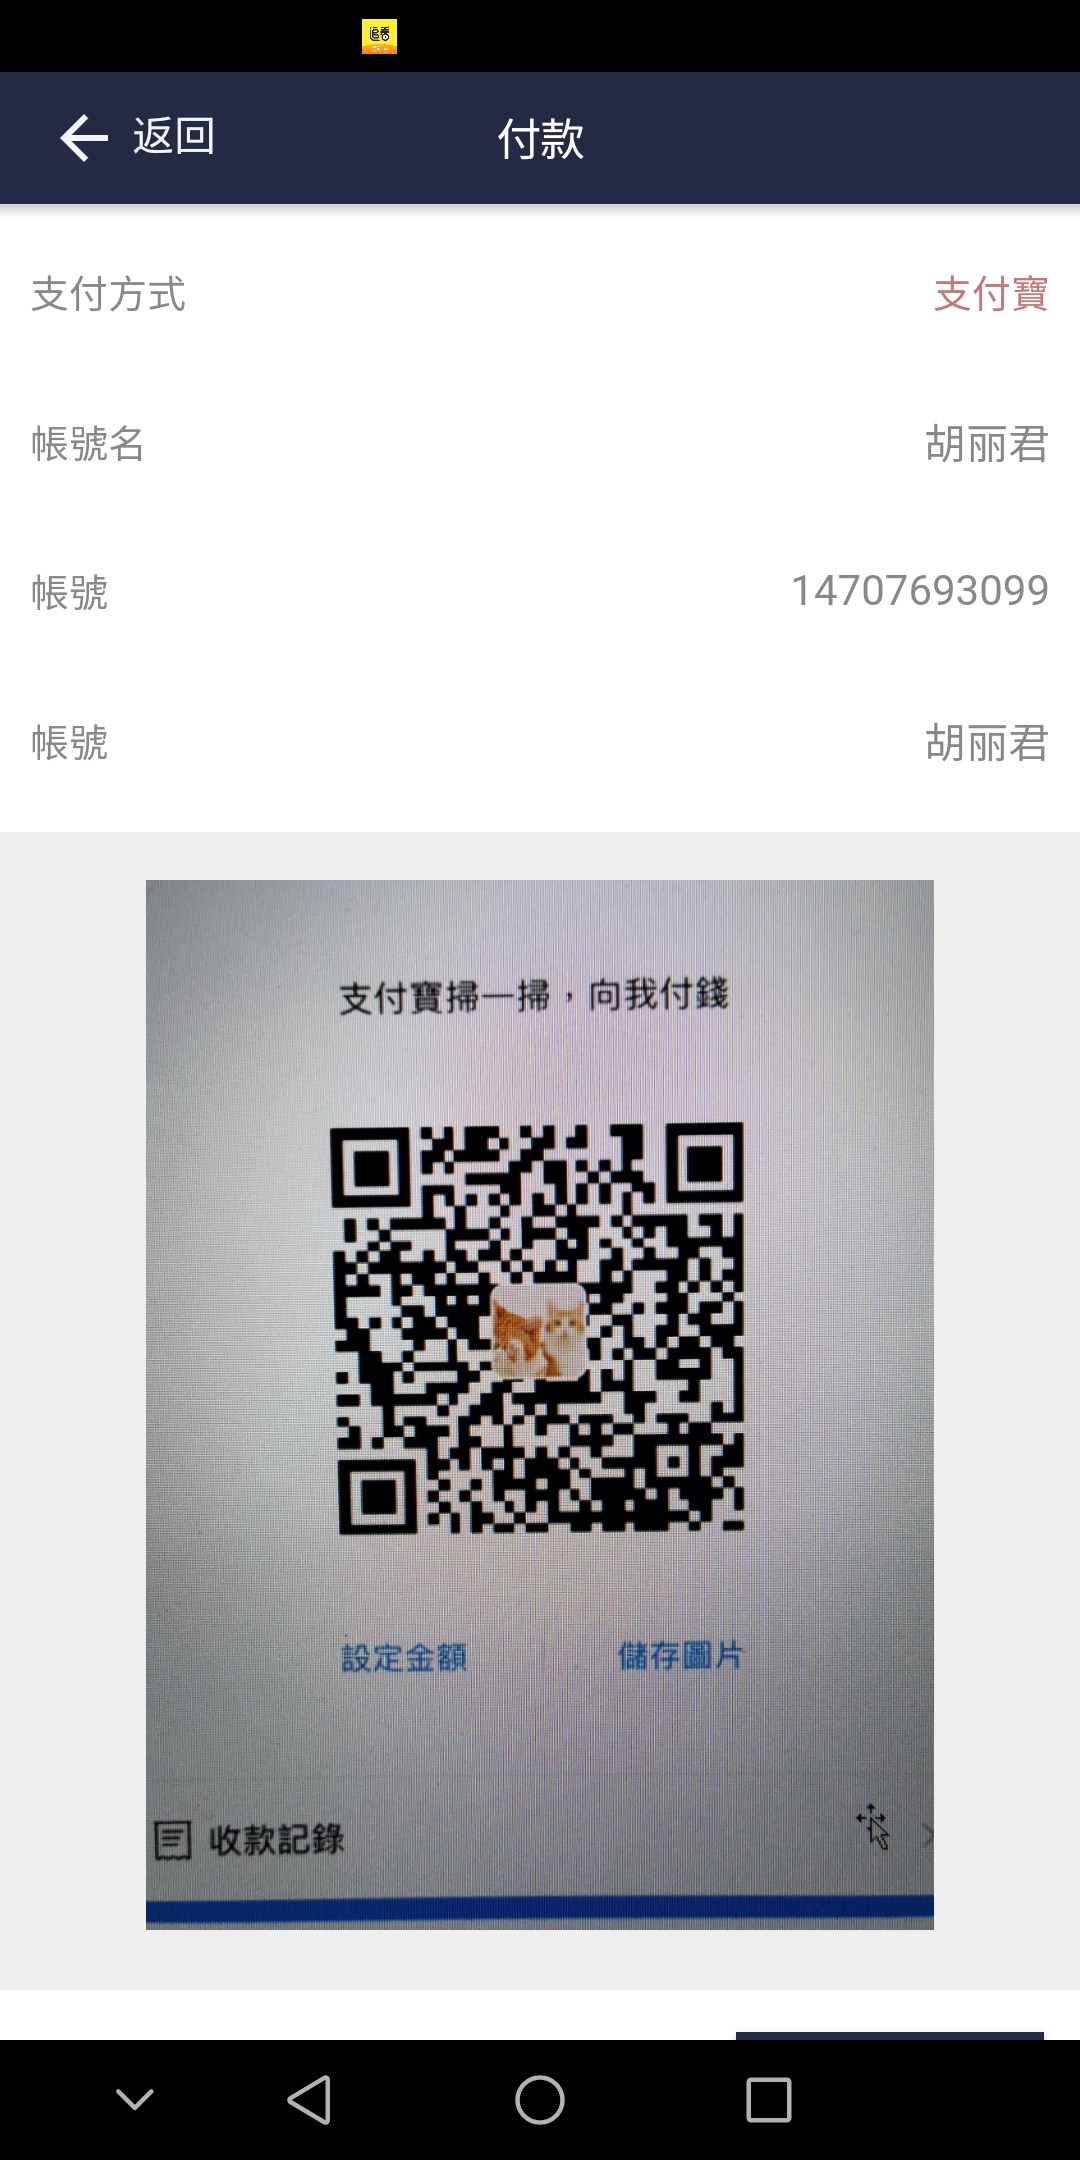 追看
返回
付款
支付方式
支付寶
帳號名
胡丽君
帳號
14707693099
帳號
胡丽君
支付寶掃一掃，向我付錢
設定金額
儲存圖片
收款記錄